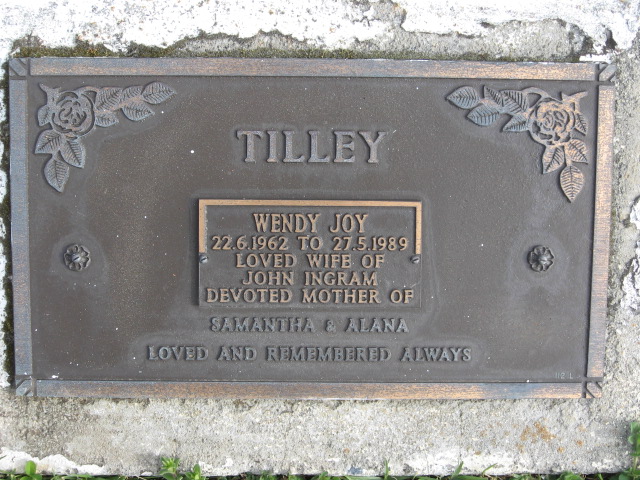 TILLEY
WENDY JOY
22.6.1962 TO 27.5.1989
LOVED WIFE OF
JOHN INGRAM
DEVOTED MOTHER OF
SAMANTHA & ALANA
LOVED AND REMEMBERED ALWAYS